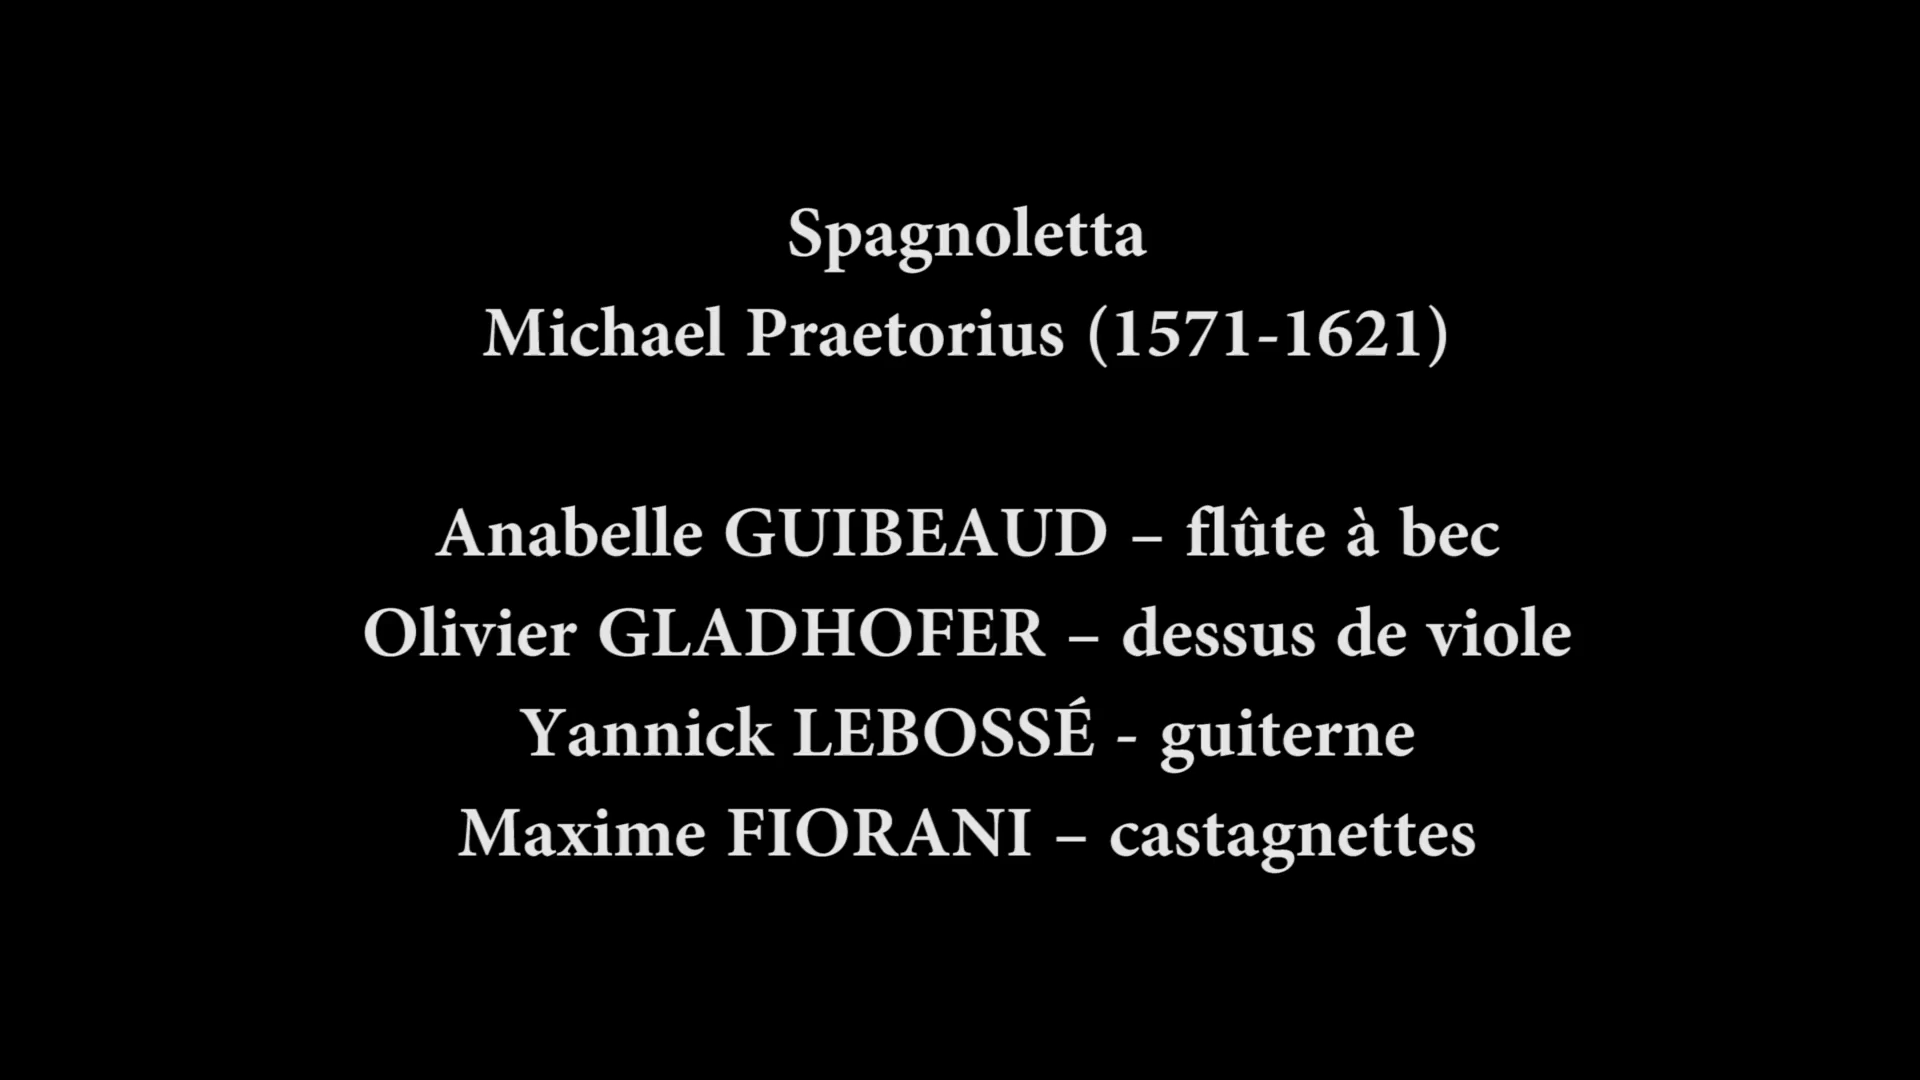 Spagnoletta
Michael Praetorius (1571-1621)
Anabelle GUIBEAUD – flûte à bec
Olivier GLADHOFER – dessus de viole
Yannick LEBOSSÉ - guiterne
Maxime FIORANI – castagnettes